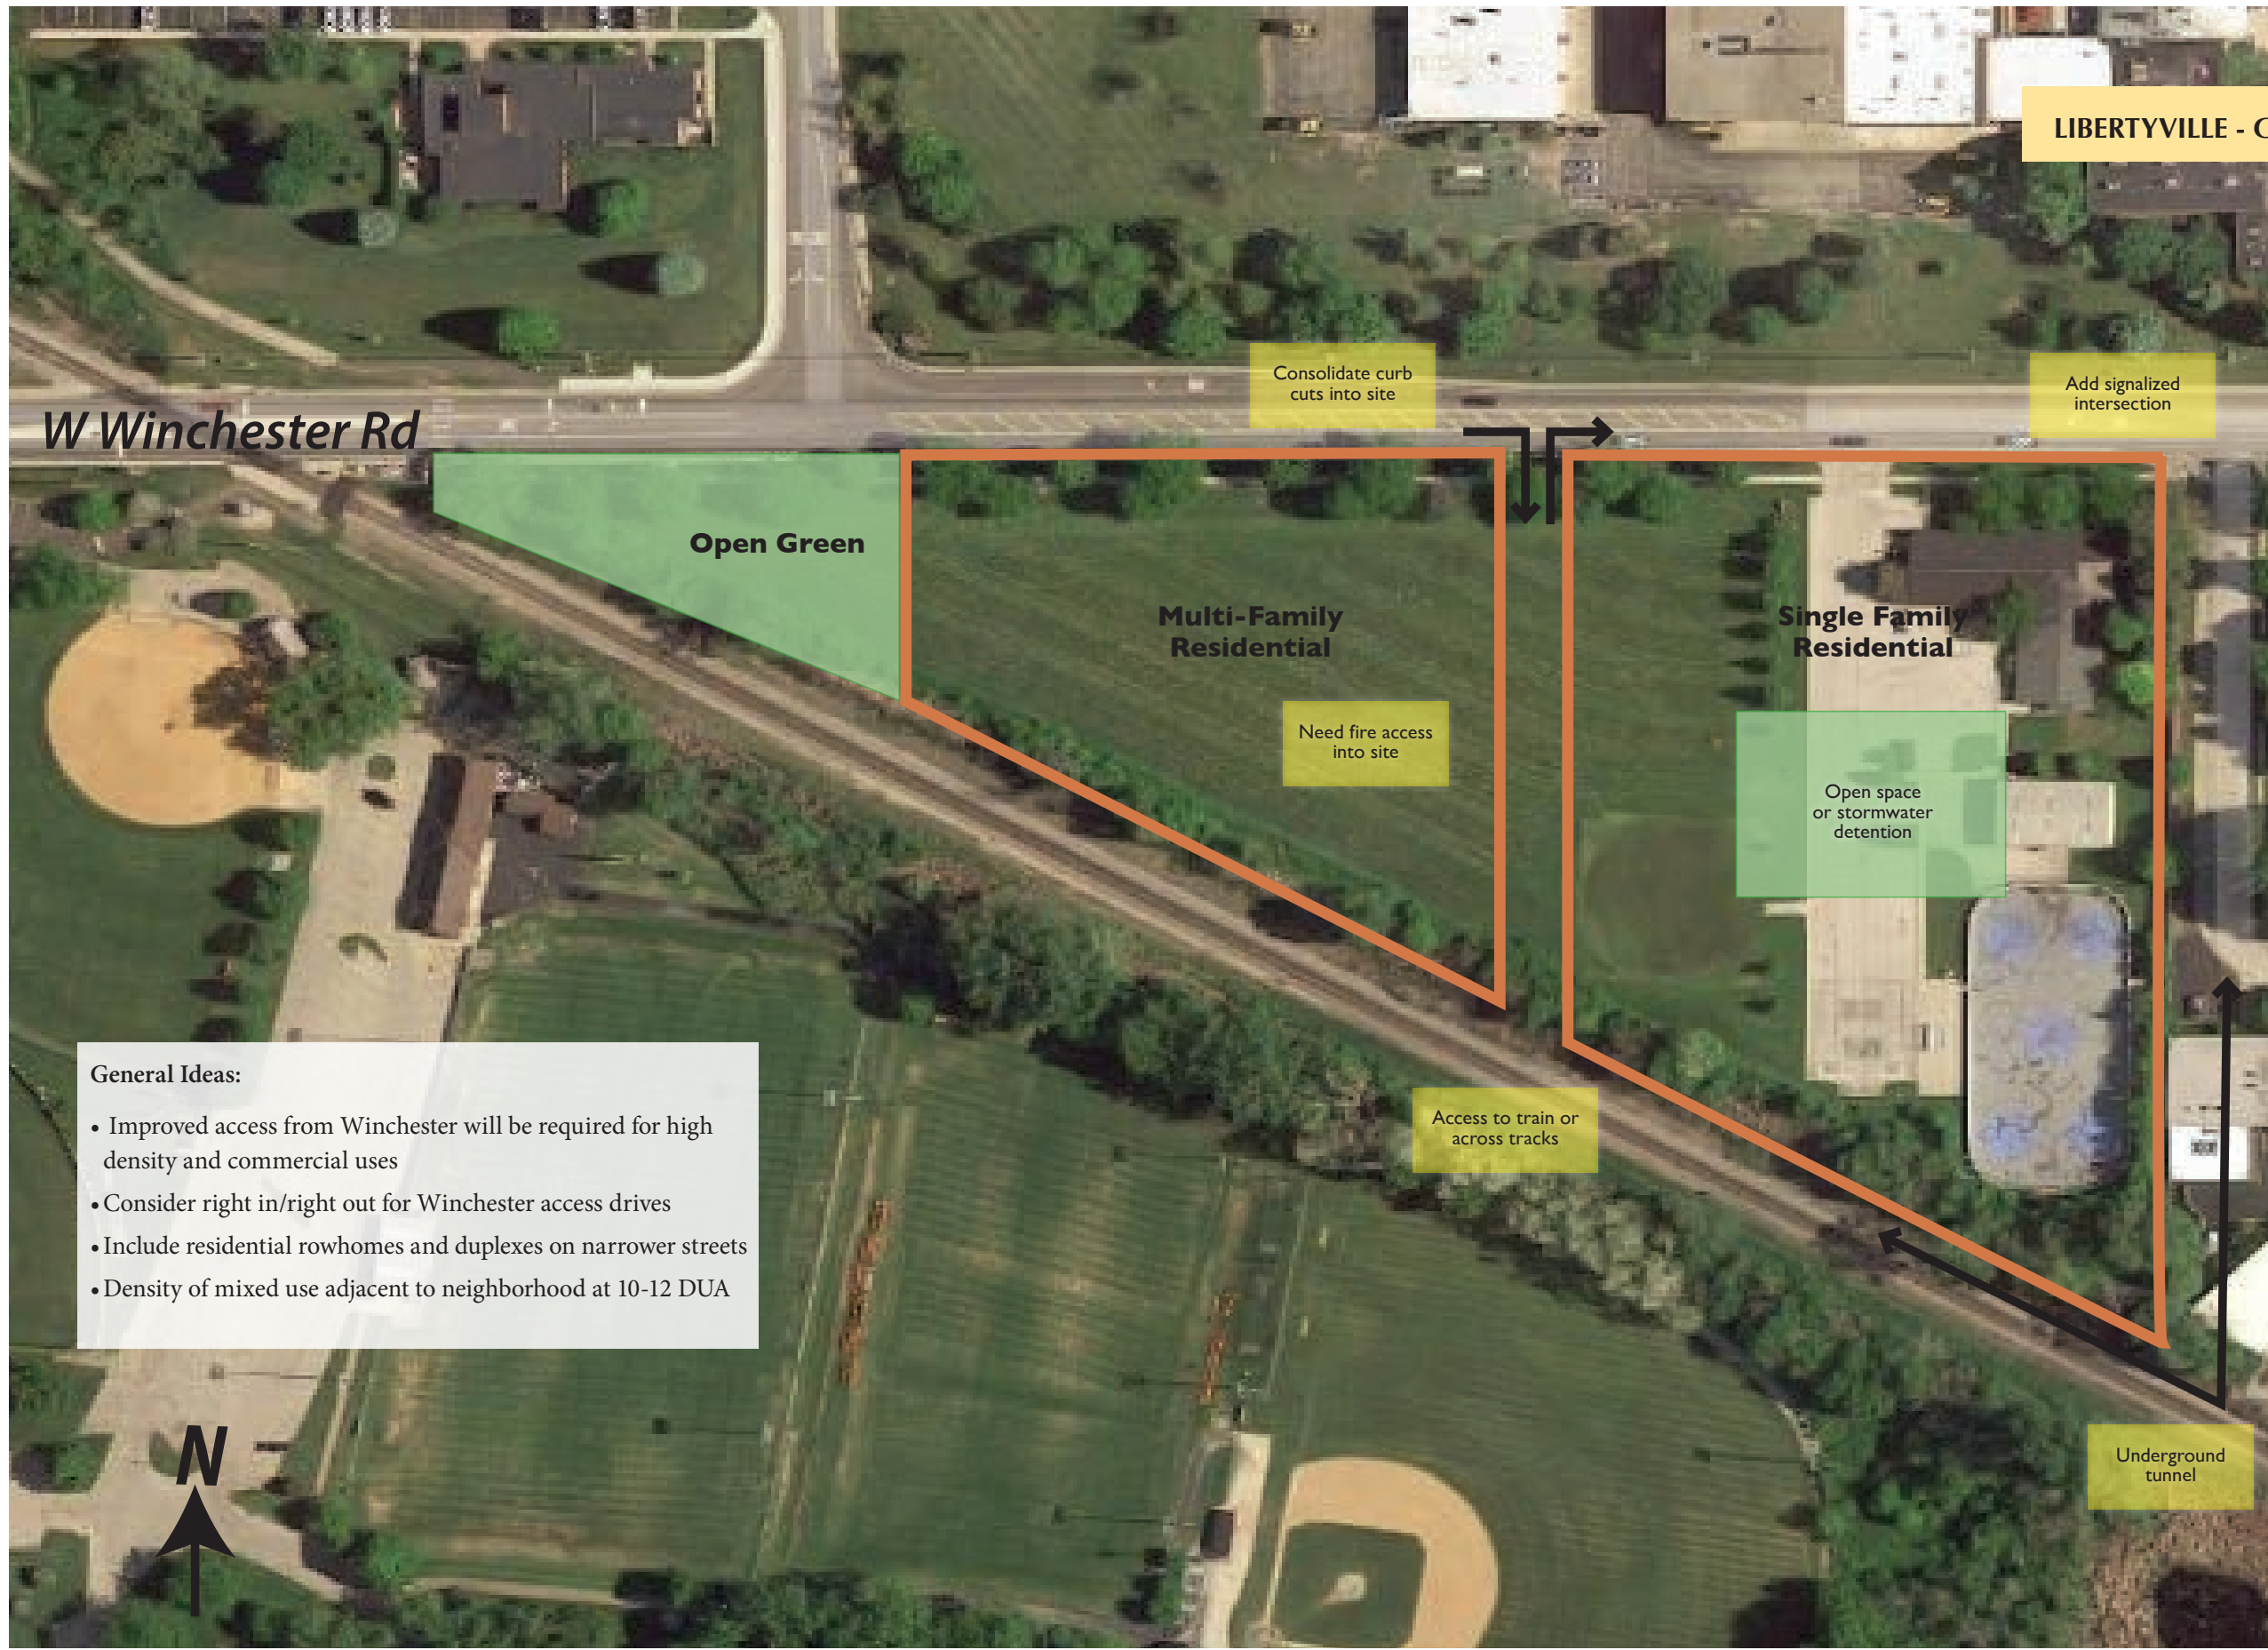 LIBERTYVILLE - C
Consolidate curb
cuts into site
Add signalized
intersection
W Winchester Rd
Open Green
Multi-Family
Residential
Single Family
Residential
Need fire access
into site
Open space
or stormwater
detention
General Ideas:
• Improved access from Winchester will be required for high
density and commercial uses
• Consider right in/right out for Winchester access drives
• Include residential rowhomes and duplexes on narrower streets
• Density of mixed use adjacent to neighborhood at 10-12 DUA
Access to train or
across tracks
Underground
tunnel
N